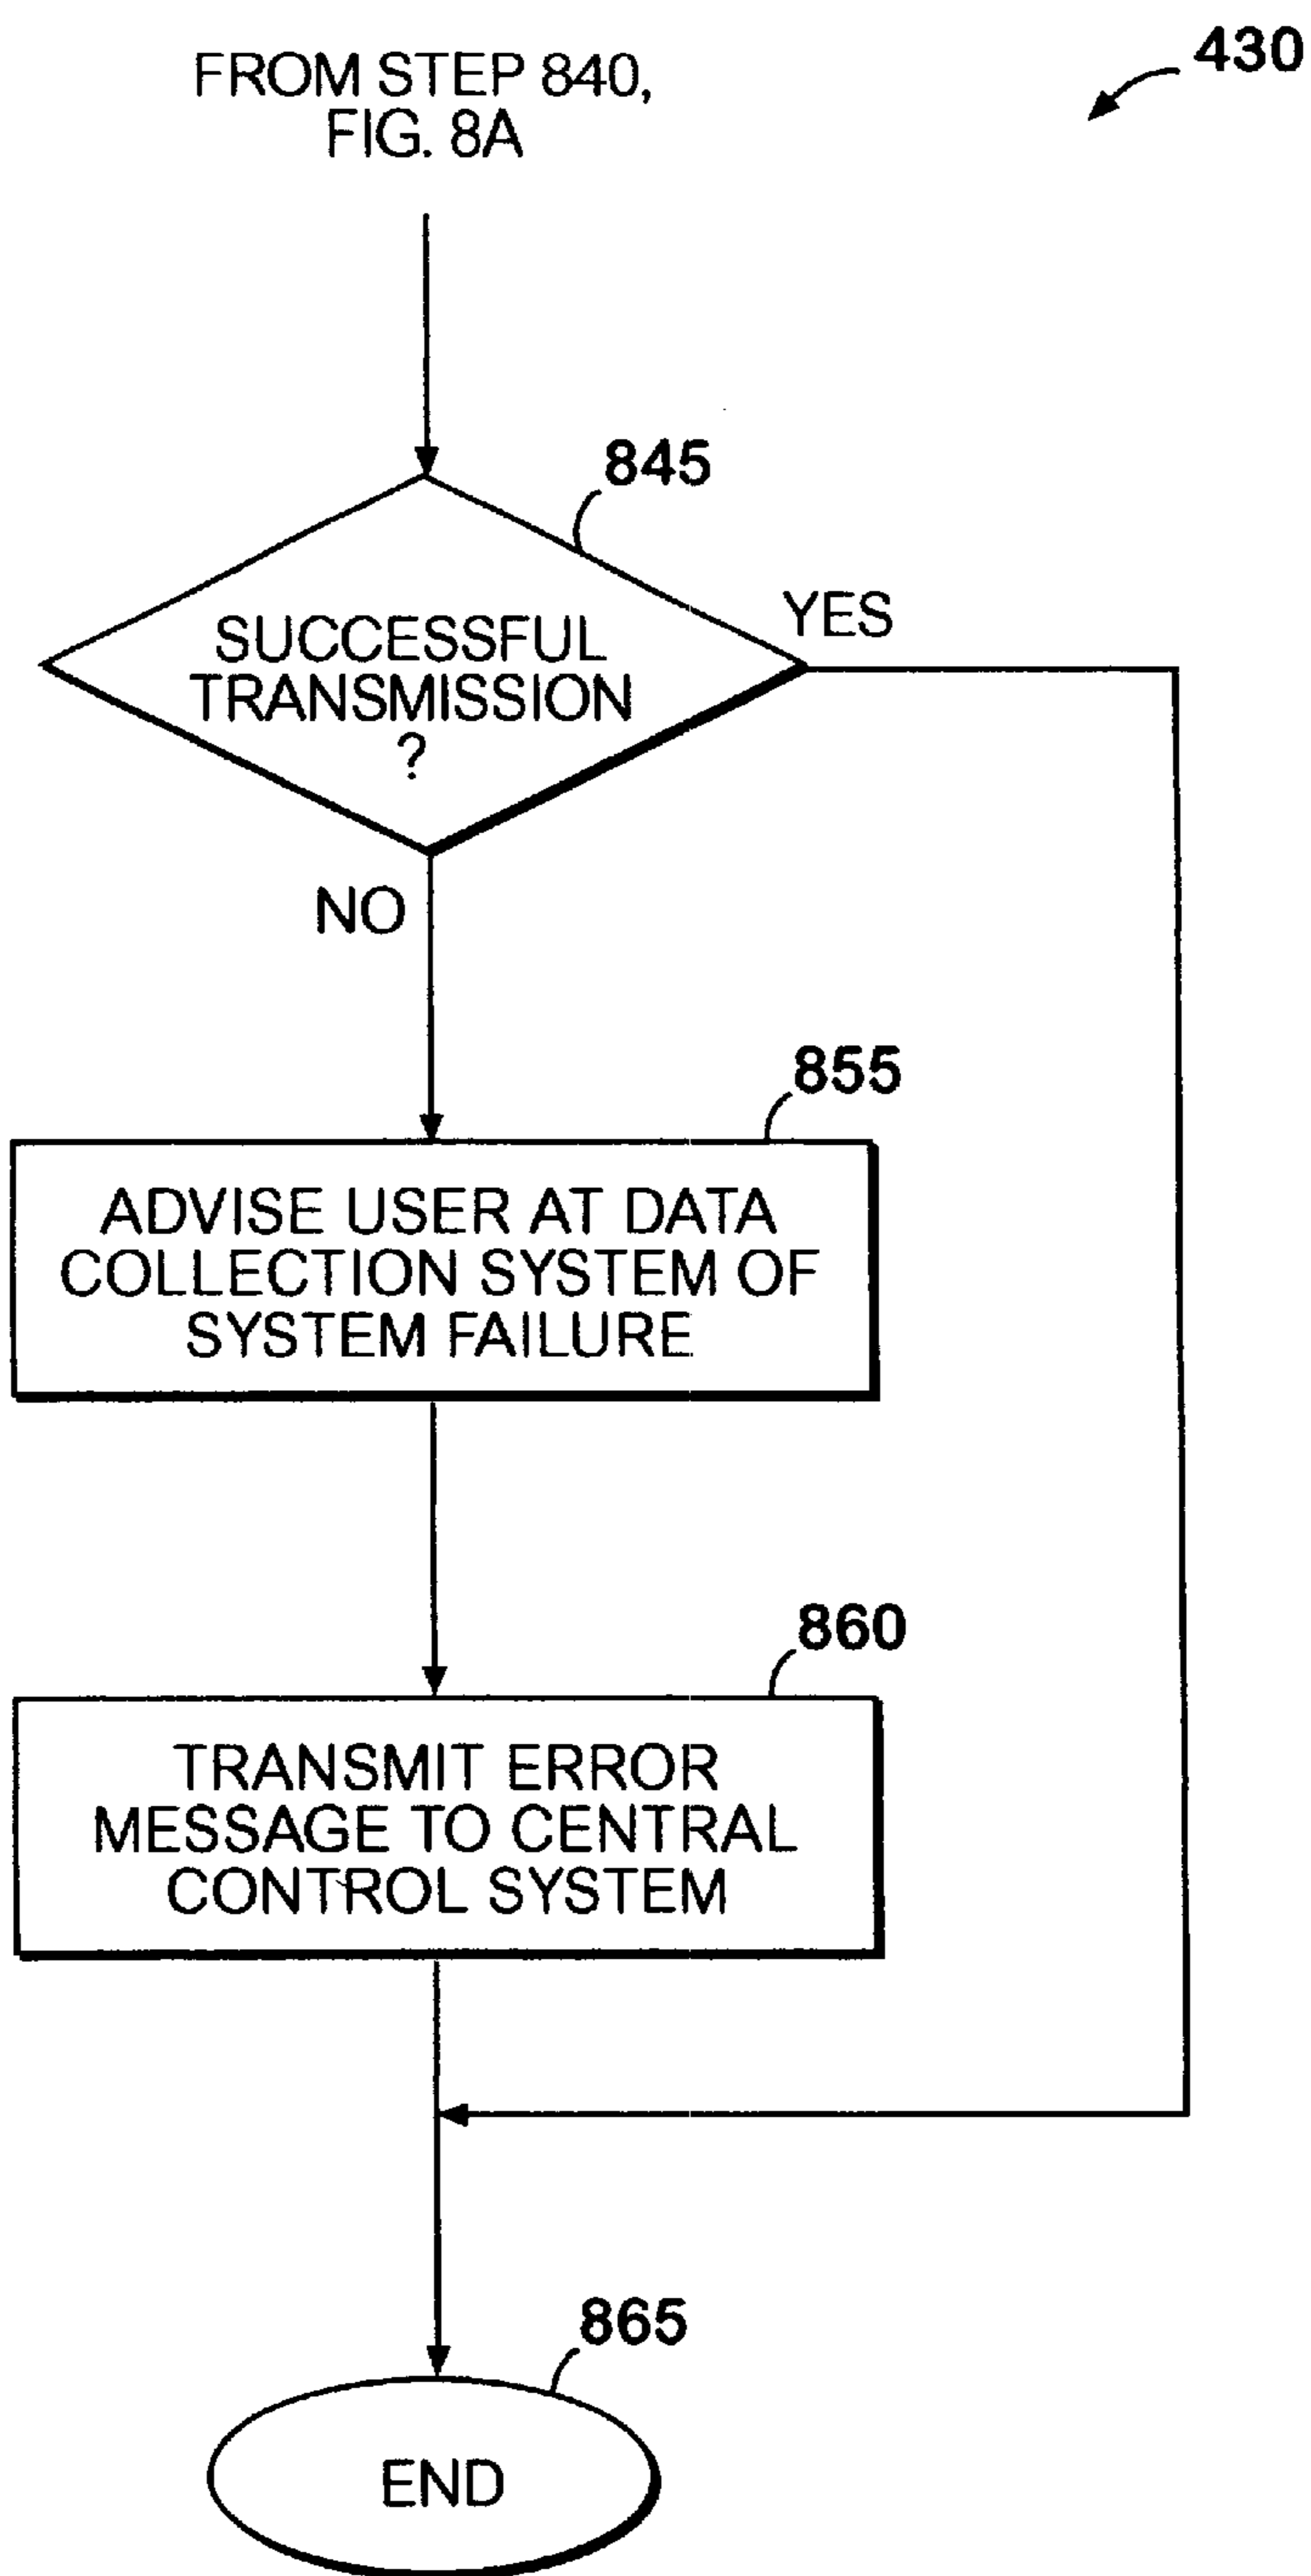 430
FROM STEP 840,
FIG. 8A
845
SUCCESSFUL
TRANSMISSION
?
YES
NO
855
ADVISE USER AT DATA
COLLECTION SYSTEM OF
SYSTEM FAILURE
860
TRANSMIT ERROR
MESSAGE TO CENTRAL
CONTROL SYSTEM
865
END